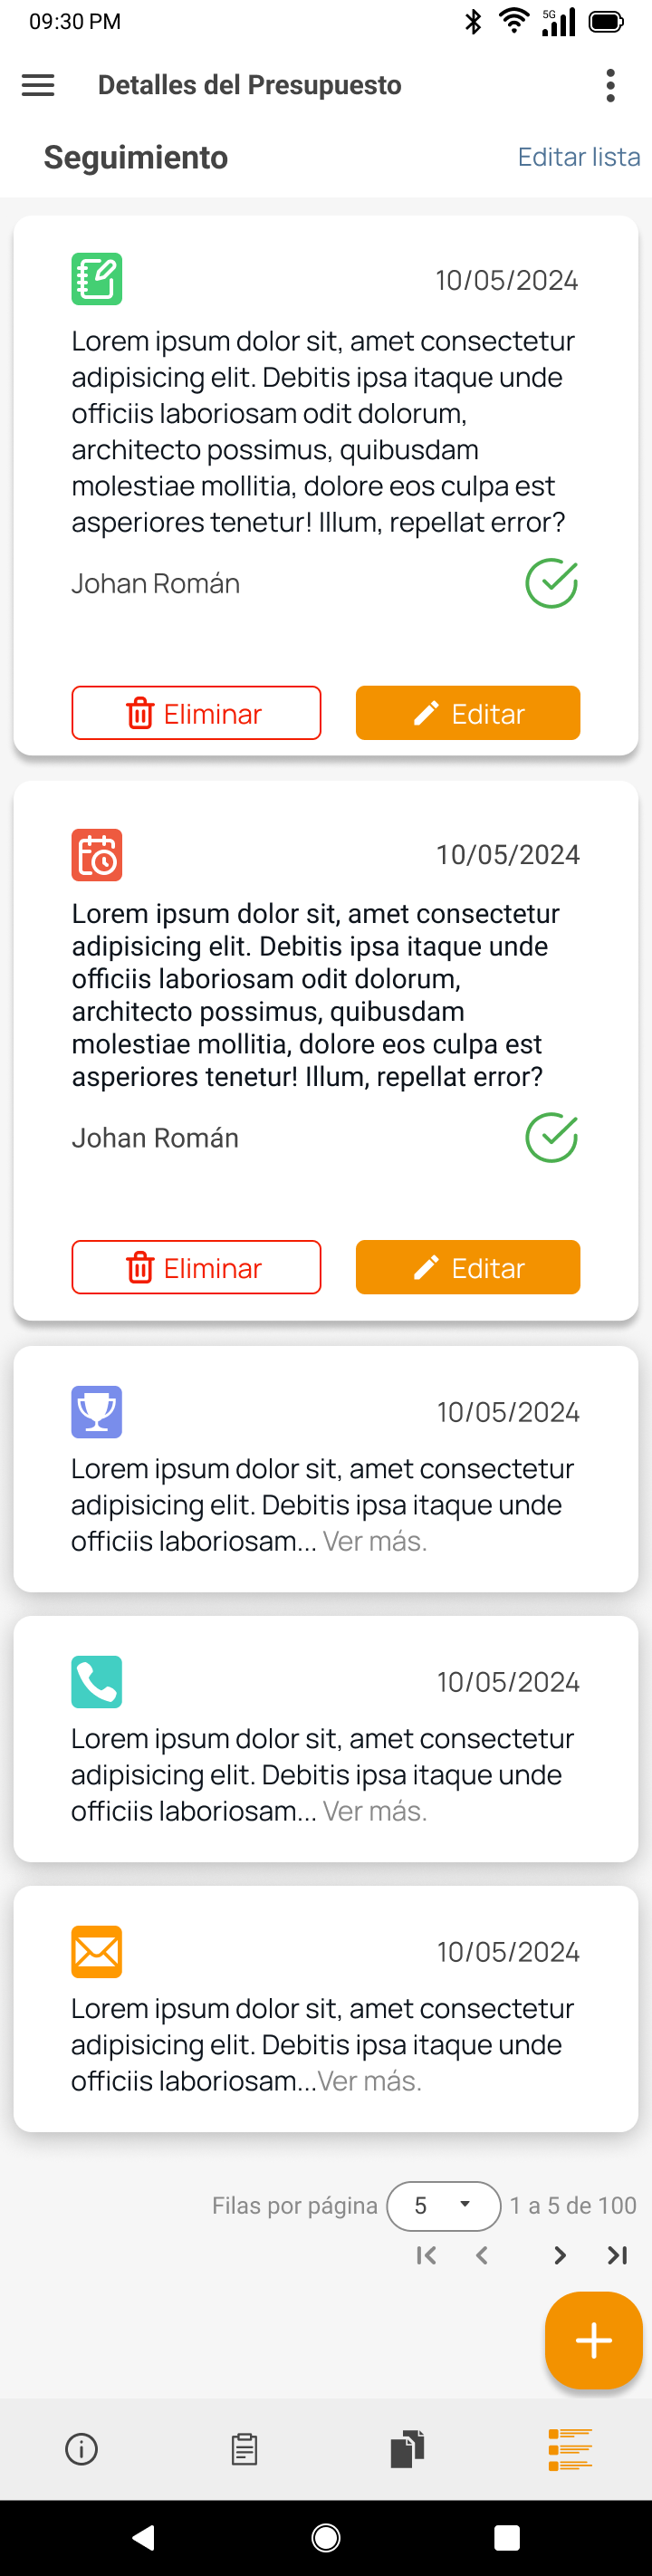 09:30 PM
5G
Detalles del Presupuesto
Seguimiento
Editar lista
10/05/2024
Lorem ipsum dolor sit, amet consectetur
adipisicing elit. Debitis ipsa itaque unde
officiis laboriosam odit dolorum,
architecto possimus, quibusdam
molestiae mollitia, dolore eos culpa est
asperiores tenetur! Illum, repellat error?
Johan Román
Eliminar
Editar
10/05/2024
Lorem ipsum dolor sit, amet consectetur
adipisicing elit. Debitis ipsa itaque unde
officiis laboriosam odit dolorum,
architecto possimus, quibusdam
molestiae mollitia, dolore eos culpa est
asperiores tenetur! Illum, repellat error?
Johan Román
Eliminar
Editar
10/05/2024
Lorem ipsum dolor sit, amet consectetur
adipisicing elit. Debitis ipsa itaque unde
officiis laboriosam... Ver más.
10/05/2024
Lorem ipsum dolor sit, amet consectetur
adipisicing elit. Debitis ipsa itaque unde
officiis laboriosam... Ver más.
10/05/2024
Lorem ipsum dolor sit, amet consectetur
adipisicing elit. Debitis ipsa itaque unde
officiis laboriosam...Ver más.
Filas por página 5 1 a 5 de 100